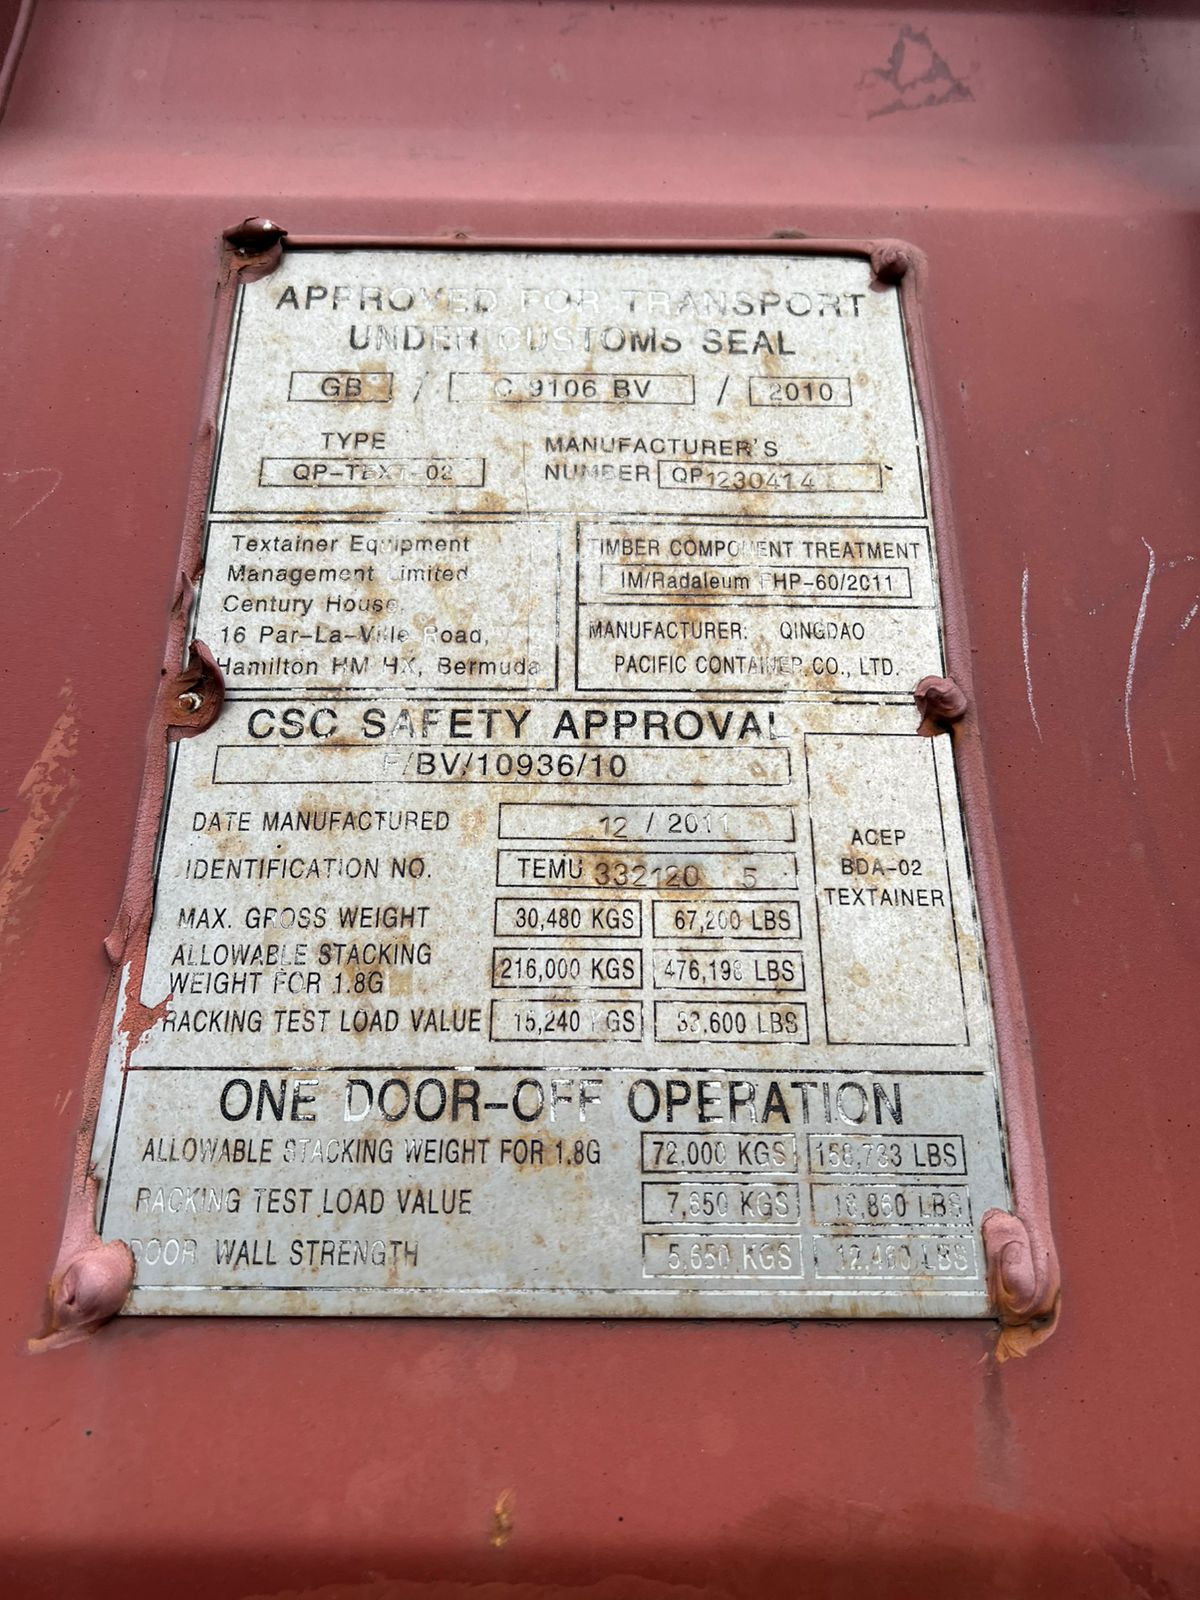 APPROVED FOR TRANSPORT
UNDER CUSTOMS SEAL
GB / C 9106 BV / 2010
TYPE
QP-TEXT-02
MANUFACTURER'S
NUMBER QP1230414
Textainer Equipment
Management Limited
Century House,
16 Par-La-Ville Road,
Hamilton HM HX, Bermuda
TIMBER COMPONENT TREATMENT
IM/Radaleum FHP-60/2011
MANUFACTURER: QINGDAO
PACIFIC CONTAINER CO., LTD.
CSC SAFETY APPROVAL
F/BV/10936/10
DATE MANUFACTURED 12 / 2011
IDENTIFICATION NO. TEMU 332120 5
MAX. GROSS WEIGHT 30,480 KGS 67,200 LBS
ALLOWABLE STACKING
WEIGHT FOR 1.8G 216,000 KGS 476,198 LBS
RACKING TEST LOAD VALUE 15,240 KGS 33,600 LBS
ACEP
BDA-02
TEXTAINER
ONE DOOR-OFF OPERATION
ALLOWABLE STACKING WEIGHT FOR 1.8G 72,000 KGS 158,733 LBS
RACKING TEST LOAD VALUE 7,650 KGS 16,860 LBS
DOOR WALL STRENGTH 5,650 KGS 12,460 LBS